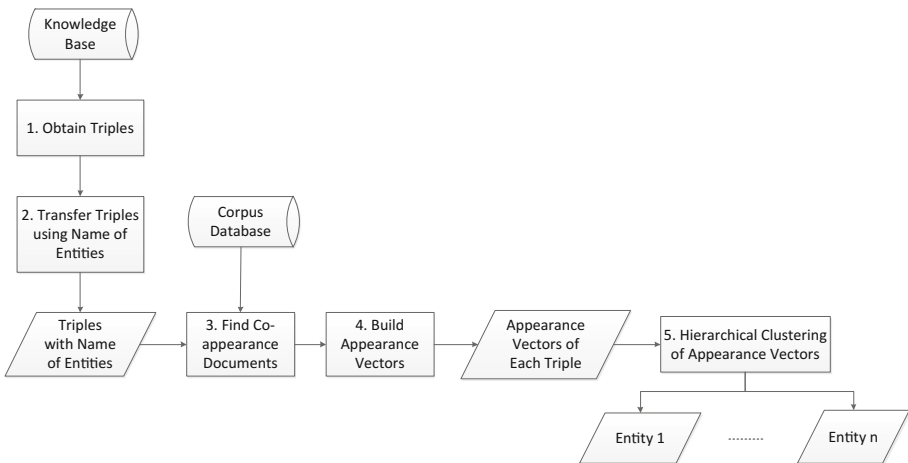 Knowledge
Base
1. Obtain Triples
2. Transfer Triples
using Name of
Entities
Corpus
Database
Triples
with Name
of Entities
3. Find Co-
appearance
Documents
4. Build
Appearance
Vectors
Appearance
Vectors of
Each Triple
5. Hierarchical Clustering
of Appearance Vectors
Entity 1
Entity n